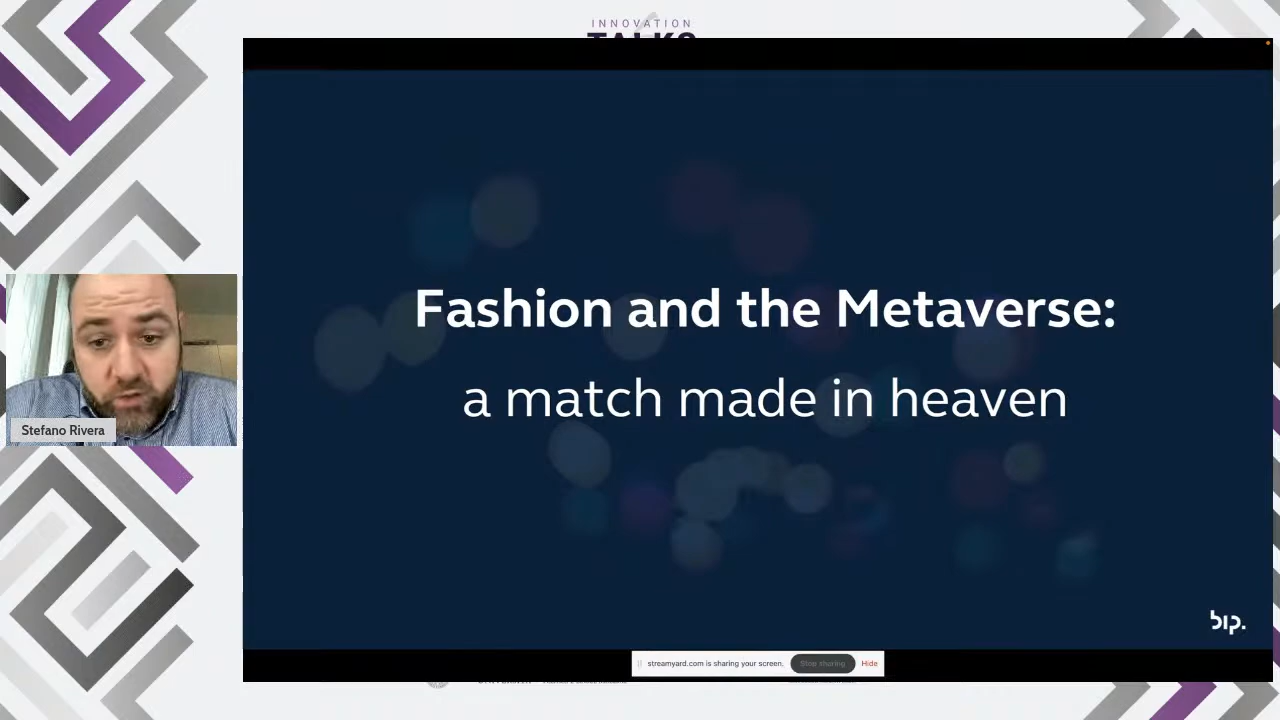 INNOVATION
TALKS
Fashion and the Metaverse:
a match made in heaven
Stefano Rivera
bip.
streamyard.com is sharing your screen. Stop sharing Hide